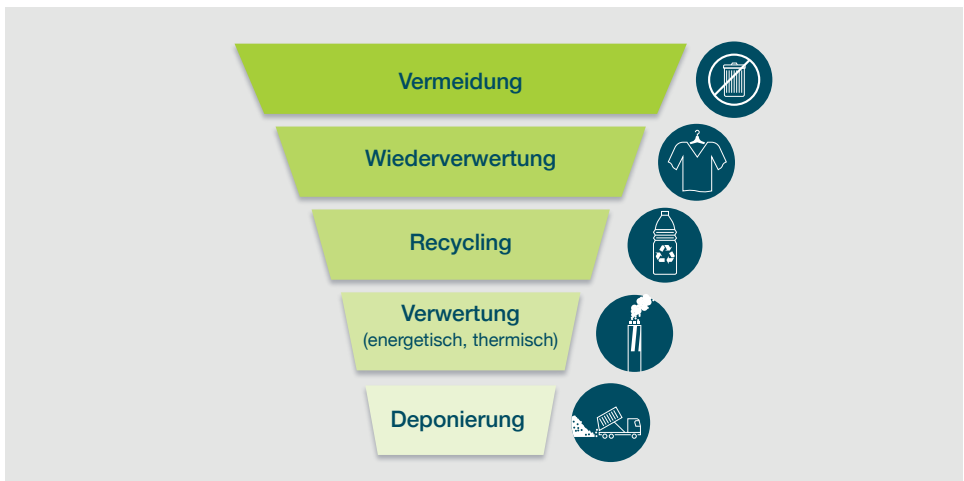 Vermeidung
Wiederverwertung
Recycling
Verwertung
(energetisch, thermisch)
Deponierung